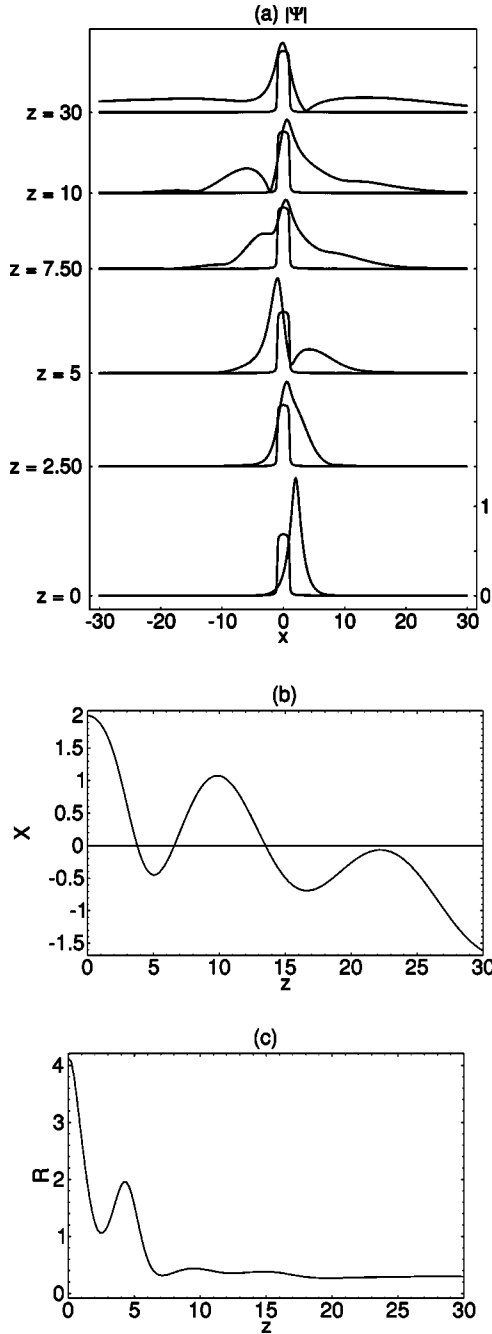 (a) |Ψ|
z = 30
z = 10
z = 7.50
z = 5
z = 2.50
z = 0
1
0
-30 -20 -10 0 10 20 30
x
(b)
2
1.5
1
0.5
0
-0.5
-1
-1.5
X
0 5 10 15 20 25 30
z
(c)
4
3
2
1
0
R
0 5 10 15 20 25 30
z